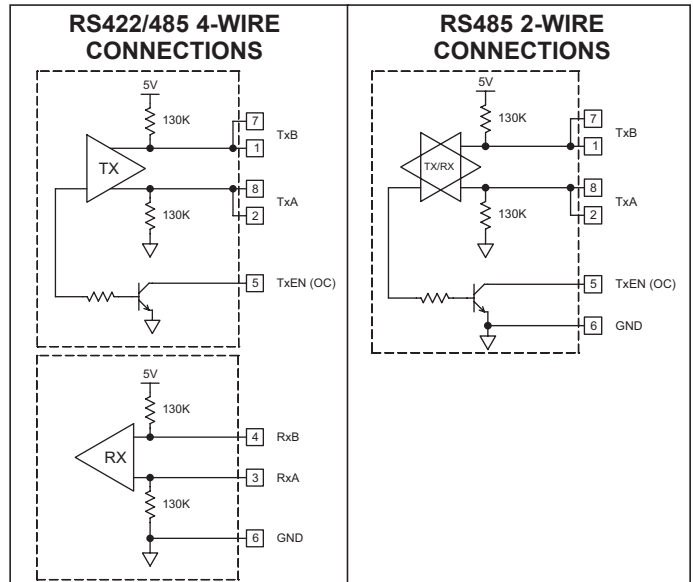 RS422/485 4-WIRE
CONNECTIONS
5V
130K
7
TxB
1
TX
8
TxA
130K
2
5 TxEN (OC)
5V
130K
4 RxB
RX
3 RxA
130K
6 GND
RS485 2-WIRE
CONNECTIONS
5V
130K
7
TxB
1
TX/RX
8
TxA
130K
2
5 TxEN (OC)
6 GND